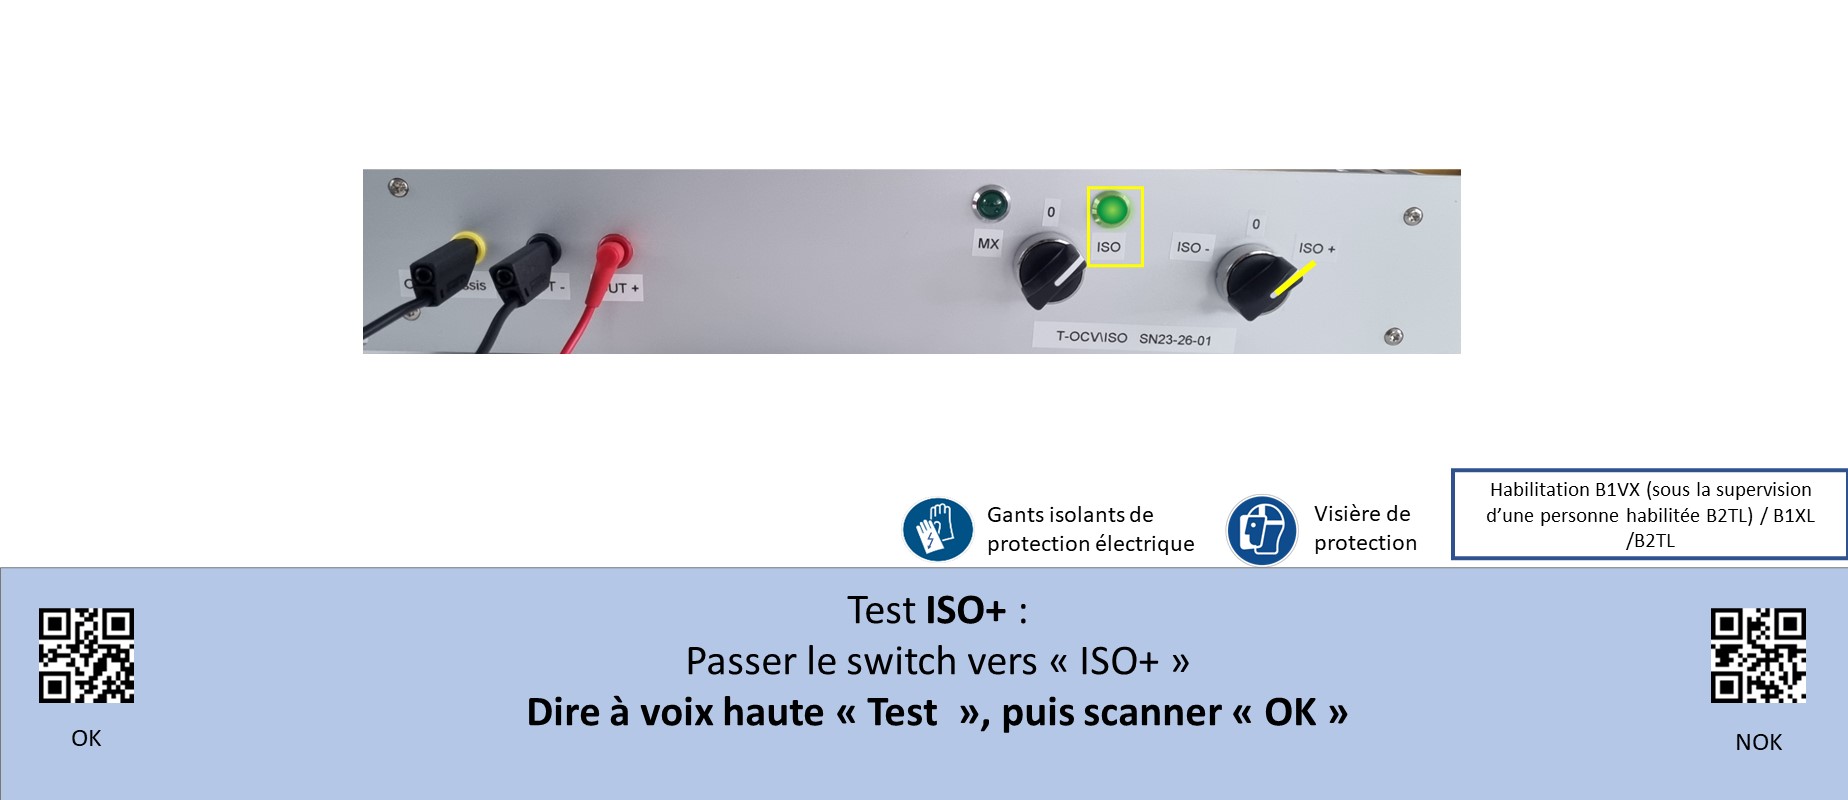 0
ISO
MX
0
ISO -
ISO +
UT +
T-OCV\ISO SN23-26-01
Gants isolants de
protection électrique
Visière de
protection
Habilitation B1VX (sous la supervision
d’une personne habilitée B2TL) / B1XL
/B2TL
Test ISO+ :
Passer le switch vers « ISO+ »
Dire à voix haute « Test  », puis scanner « OK »
OK
NOK